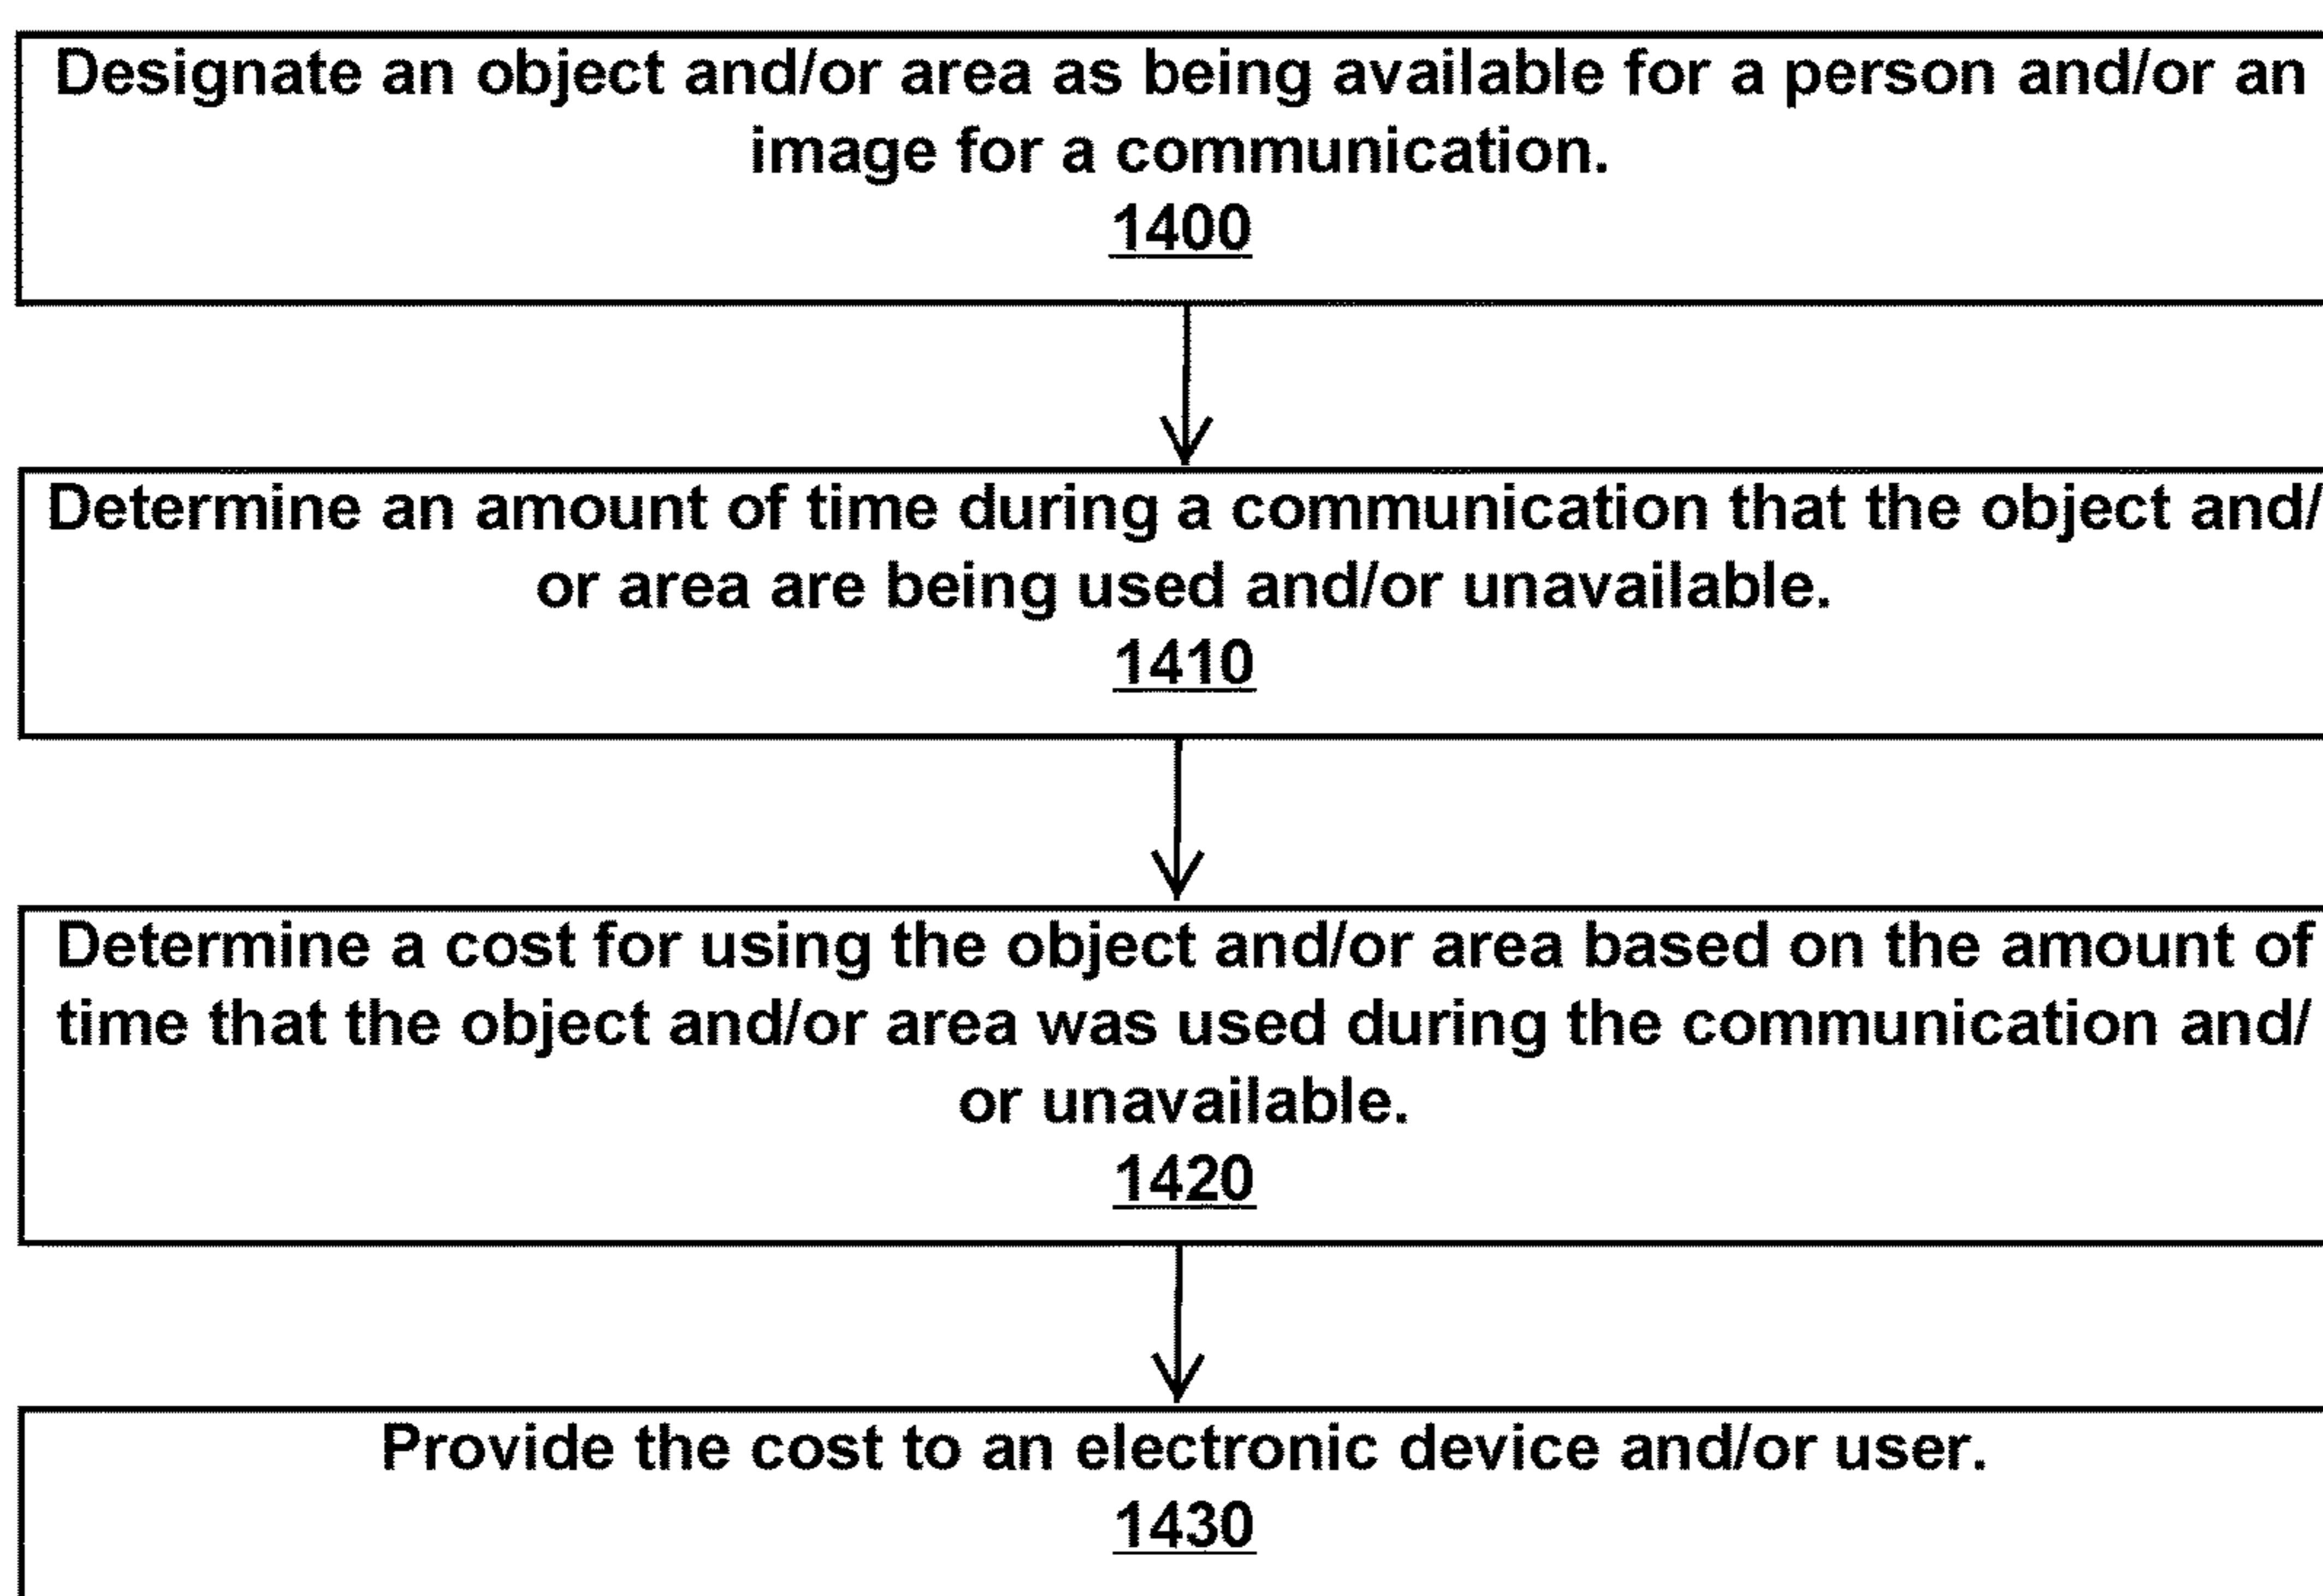 Designate an object and/or area as being available for a person and/or an
image for a communication.
1400
Determine an amount of time during a communication that the object and/
or area are being used and/or unavailable.
1410
Determine a cost for using the object and/or area based on the amount of
time that the object and/or area was used during the communication and/
or unavailable.
1420
Provide the cost to an electronic device and/or user.
1430